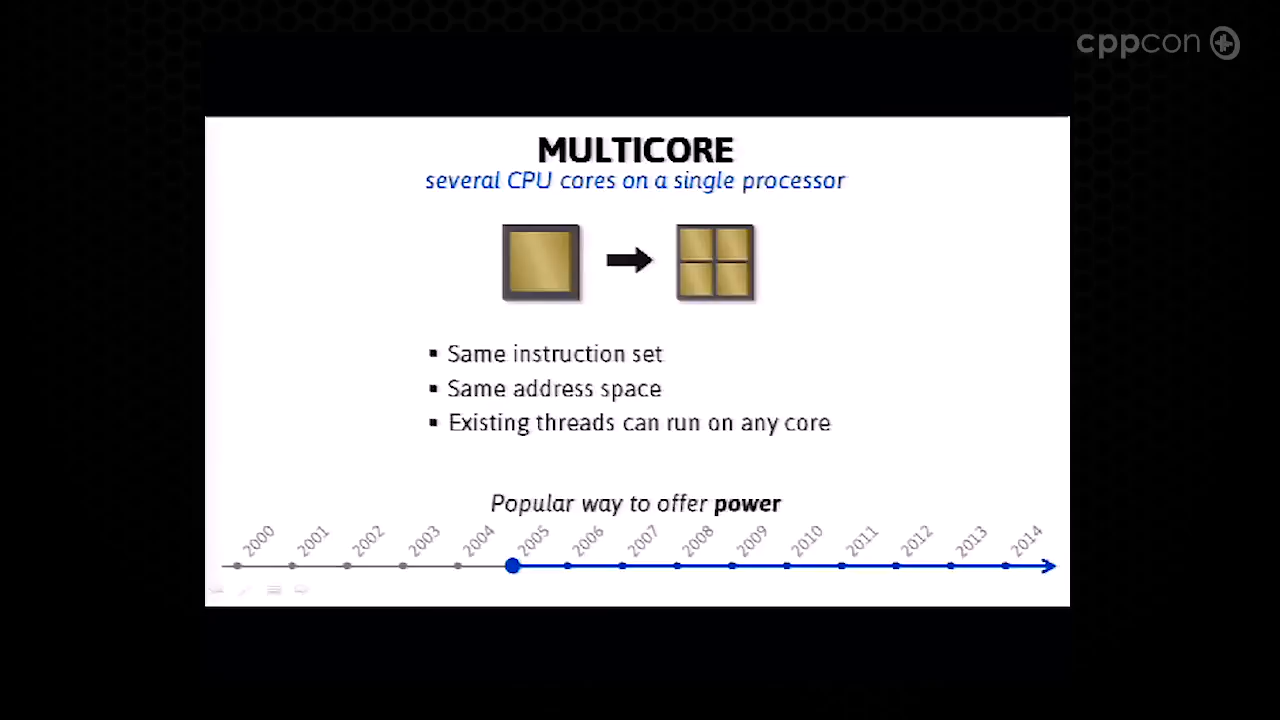 cppcon
MULTICORE
several CPU cores on a single processor
▪ Same instruction set
▪ Same address space
▪ Existing threads can run on any core
Popular way to offer power
2000 2001 2002 2003 2004 2005 2006 2007 2008 2009 2010 2011 2012 2013 2014